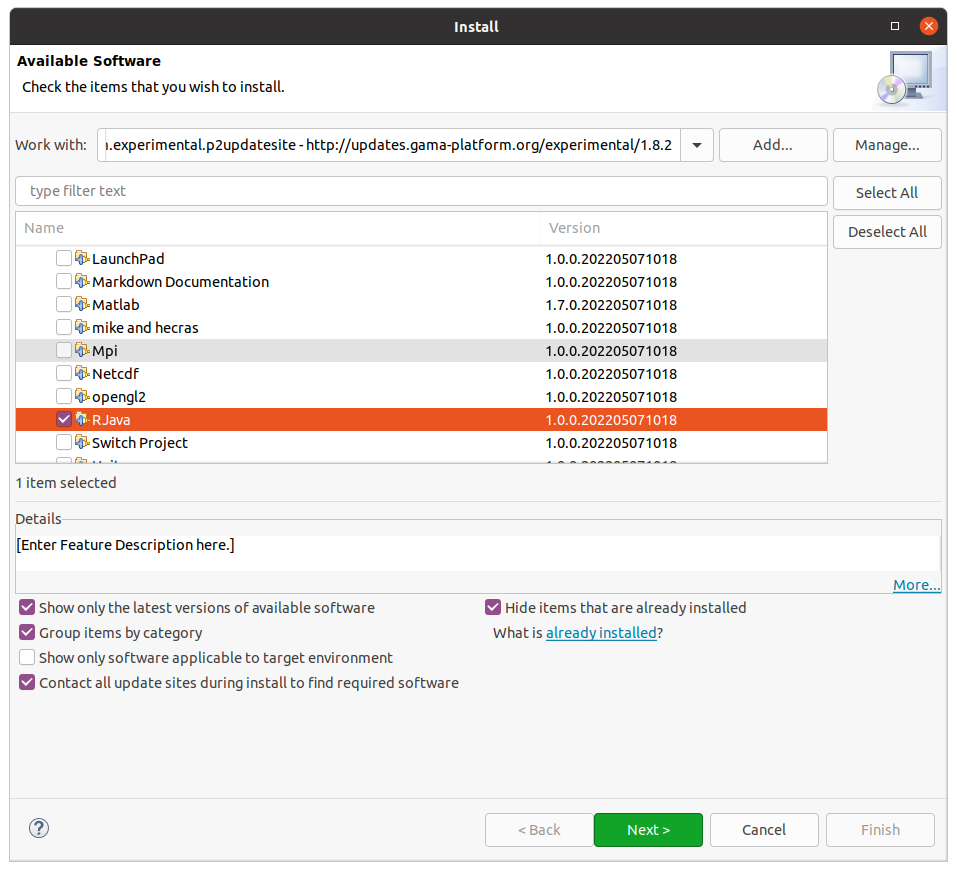 Install
Available Software
Check the items that you wish to install.
Work with: .experimental.p2updatesite - http://updates.gama-platform.org/experimental/1.8.2 Add... Manage...
type filter text Select All
Name Version Deselect All
LaunchPad 1.0.0.202205071018
Markdown Documentation 1.0.0.202205071018
Matlab 1.7.0.202205071018
mike and hecras 1.0.0.202205071018
Mpi 1.0.0.202205071018
Netcdf 1.0.0.202205071018
opengl2 1.0.0.202205071018
RJava 1.0.0.202205071018
Switch Project 1.0.0.202205071018
1 item selected
Details
[Enter Feature Description here.]
More...
Show only the latest versions of available software Hide items that are already installed
Group items by category What is already installed?
Show only software applicable to target environment
Contact all update sites during install to find required software
? < Back Next > Cancel Finish